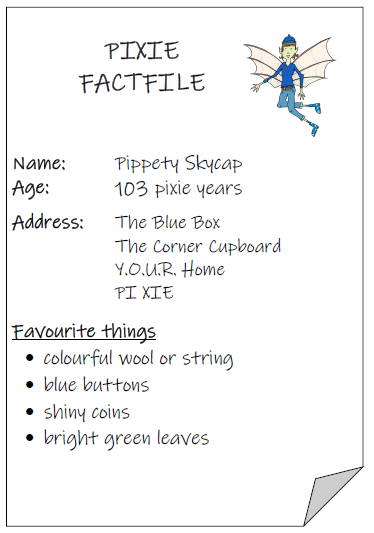 PIXIE
FACTFILE
Name: Pippety Skycap
Age: 103 pixie years
Address: The Blue Box
The Corner Cupboard
Y.O.U.R. Home
PI XIE
Favourite things
• colourful wool or string
• blue buttons
• shiny coins
• bright green leaves